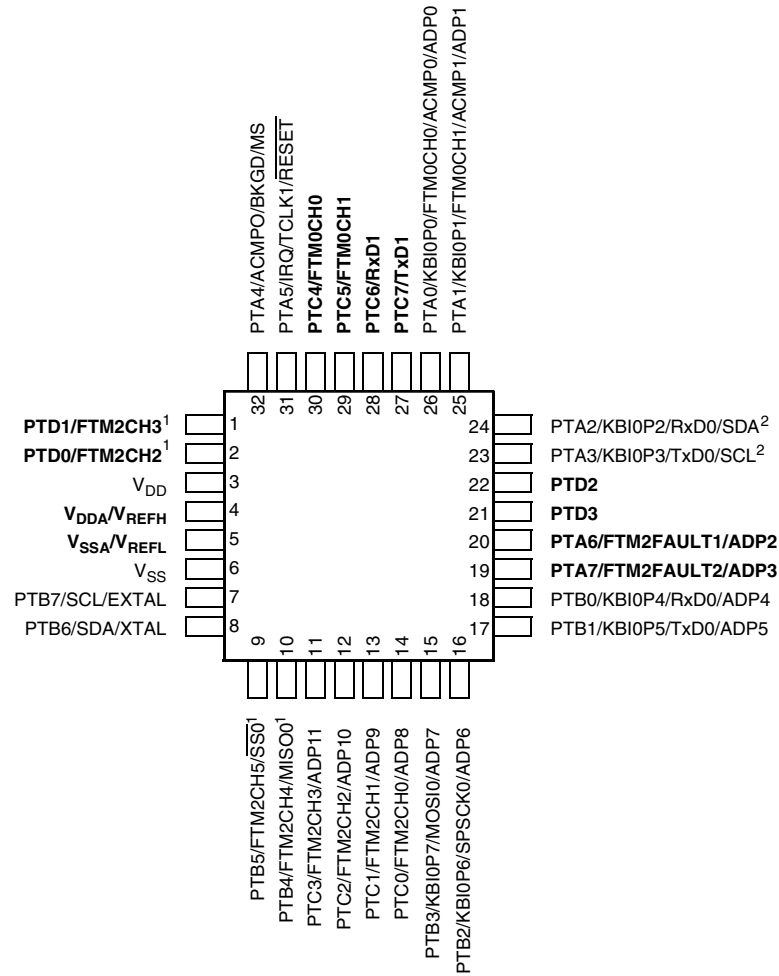 PTA4/ACMPO/BKGD/MS
PTA5/IRQ/TCLK1/RESET
PTC4/FTM0CH0
PTC5/FTM0CH1
PTC6/RxD1
PTC7/TxD1
PTA0/KBI0P0/FTM0CH0/ACMP0/ADP0
PTA1/KBI0P1/FTM0CH1/ACMP1/ADP1
32
31
30
29
28
27
26
25
PTD1/FTM2CH3¹ 1
PTD0/FTM2CH2¹ 2
VDD 3
VDDA/VREFH 4
VSSA/VREFL 5
VSS 6
PTB7/SCL/EXTAL 7
PTB6/SDA/XTAL 8
24 PTA2/KBI0P2/RxD0/SDA²
23 PTA3/KBI0P3/TxD0/SCL²
22 PTD2
21 PTD3
20 PTA6/FTM2FAULT1/ADP2
19 PTA7/FTM2FAULT2/ADP3
18 PTB0/KBI0P4/RxD0/ADP4
17 PTB1/KBI0P5/TxD0/ADP5
9
10
11
12
13
14
15
16
PTB5/FTM2CH5/SS0¹
PTB4/FTM2CH4/MISO0¹
PTC3/FTM2CH3/ADP11
PTC2/FTM2CH2/ADP10
PTC1/FTM2CH1/ADP9
PTC0/FTM2CH0/ADP8
PTB3/KBI0P7/MOSI0/ADP7
PTB2/KBI0P6/SPSCK0/ADP6